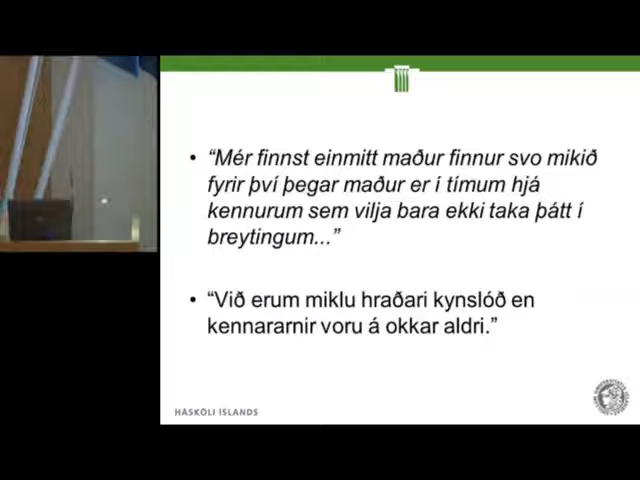 • “Mér finnst einmitt maður finnur svo mikið
fyrir því þegar maður er í tímum hjá
kennurum sem vilja bara ekki taka þátt í
breytingum...”
• “Við erum miklu hraðari kynslóð en
kennararnir voru á okkar aldri.”
HÁSKÓLI ÍSLANDS